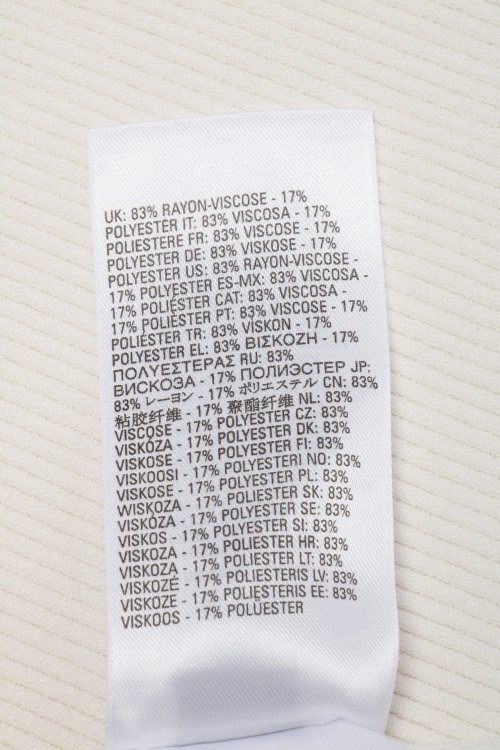 UK: 83% RAYON-VISCOSE - 17%
POLYESTER IT: 83% VISCOSA - 17%
POLIESTERE FR: 83% VISCOSE - 17%
POLYESTER DE: 83% VISKOSE - 17%
POLYESTER US: 83% RAYON-VISCOSE -
17% POLYESTER ES-MX: 83% VISCOSA -
17% POLIÉSTER CAT: 83% VISCOSA -
17% POLIÈSTER PT: 83% VISCOSE - 17%
POLIÉSTER TR: 83% VISKON - 17%
POLYESTER EL: 83% ΒΙΣΚΟΖΗ - 17%
ΠΟΛΥΕΣΤΕΡΑΣ RU: 83%
ВИСКОЗА - 17% ПОЛИЭСТЕР JP:
83% レーヨン - 17% ポリエステル CN: 83%
粘胶纤维 - 17% 聚酯纤维 NL: 83%
VISCOSE - 17% POLYESTER CZ: 83%
VISKÓZA - 17% POLYESTER DK: 83%
VISKOSE - 17% POLYESTER FI: 83%
VISKOOSI - 17% POLYESTERI NO: 83%
VISKOSE - 17% POLYESTER PL: 83%
WISKOZA - 17% POLIESTER SK: 83%
VISKÓZA - 17% POLYESTER SE: 83%
VISKOS - 17% POLYESTER SI: 83%
VISKOZA - 17% POLIESTER HR: 83%
VISKOZA - 17% POLIESTER LT: 83%
VISKOZĖ - 17% POLIESTERIS LV: 83%
VISKOZE - 17% POLIESTERIS EE: 83%
VISKOOS - 17% POLÜESTER